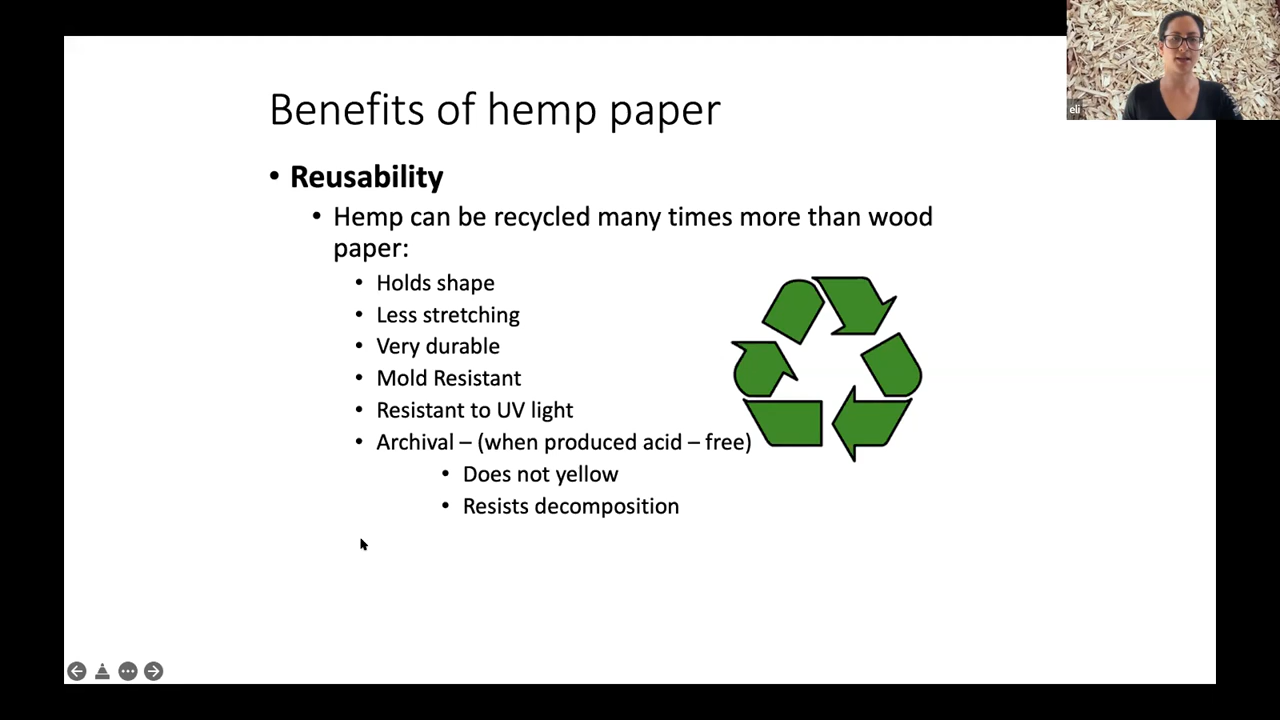 eli
Benefits of hemp paper
• Reusability
• Hemp can be recycled many times more than wood
paper:
• Holds shape
• Less stretching
• Very durable
• Mold Resistant
• Resistant to UV light
• Archival – (when produced acid – free)
• Does not yellow
• Resists decomposition